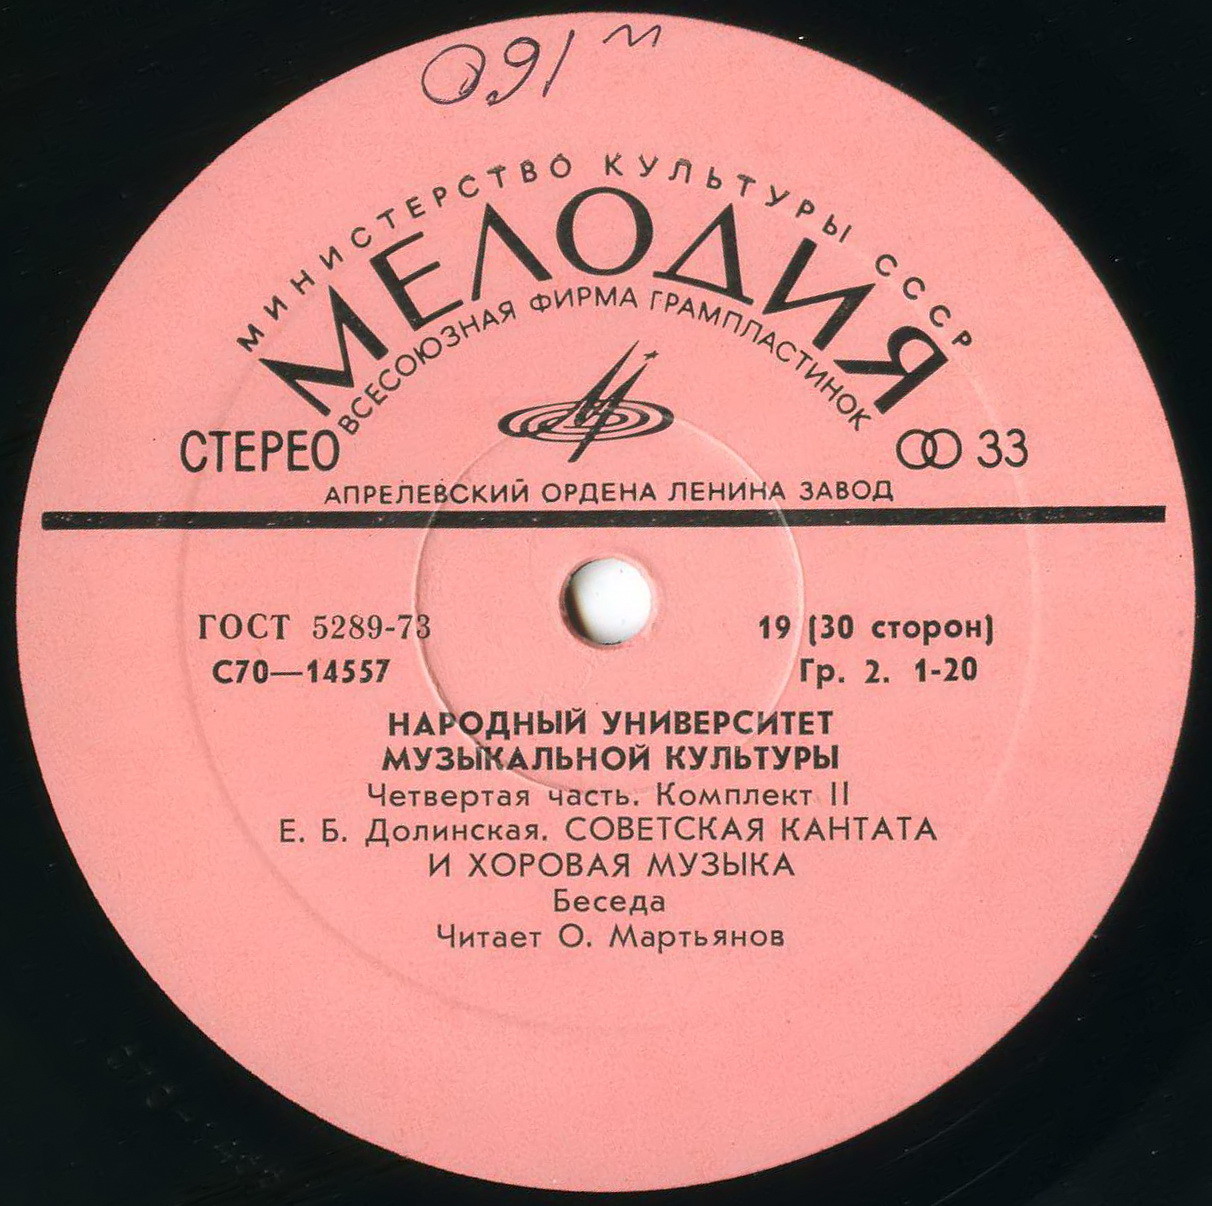 091 м
МИНИСТЕРСТВО КУЛЬТУРЫ СССР
МЕЛОДИЯ
ВСЕСОЮЗНАЯ ФИРМА ГРАМПЛАСТИНОК
СТЕРЕО
33
АПРЕЛЕВСКИЙ ОРДЕНА ЛЕНИНА ЗАВОД
ГОСТ 5289-73
19 (30 сторон)
С70—14557
Гр. 2. 1-20
НАРОДНЫЙ УНИВЕРСИТЕТ
МУЗЫКАЛЬНОЙ КУЛЬТУРЫ
Четвертая часть. Комплект II
Е. Б. Долинская. СОВЕТСКАЯ КАНТАТА
И ХОРОВАЯ МУЗЫКА
Беседа
Читает О. Мартьянов